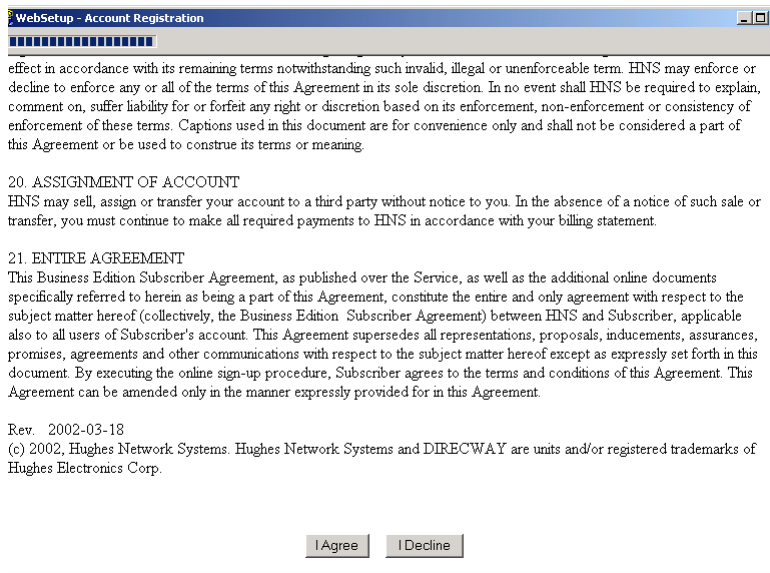 WebSetup - Account Registration
effect in accordance with its remaining terms notwithstanding such invalid, illegal or unenforceable term. HNS may enforce or
decline to enforce any or all of the terms of this Agreement in its sole discretion. In no event shall HNS be required to explain,
comment on, suffer liability for or forfeit any right or discretion based on its enforcement, non-enforcement or consistency of
enforcement of these terms. Captions used in this document are for convenience only and shall not be considered a part of
this Agreement or be used to construe its terms or meaning.
20. ASSIGNMENT OF ACCOUNT
HNS may sell, assign or transfer your account to a third party without notice to you. In the absence of a notice of such sale or
transfer, you must continue to make all required payments to HNS in accordance with your billing statement.
21. ENTIRE AGREEMENT
This Business Edition Subscriber Agreement, as published over the Service, as well as the additional online documents
specifically referred to herein as being a part of this Agreement, constitute the entire and only agreement with respect to the
subject matter hereof (collectively, the Business Edition  Subscriber Agreement) between HNS and Subscriber, applicable
also to all users of Subscriber's account. This Agreement supersedes all representations, proposals, inducements, assurances,
promises, agreements and other communications with respect to the subject matter hereof except as expressly set forth in this
document. By executing the online sign-up procedure, Subscriber agrees to the terms and conditions of this Agreement. This
Agreement can be amended only in the manner expressly provided for in this Agreement.
Rev.   2002-03-18
(c) 2002, Hughes Network Systems. Hughes Network Systems and DIRECWAY are units and/or registered trademarks of
Hughes Electronics Corp.
I Agree    I Decline